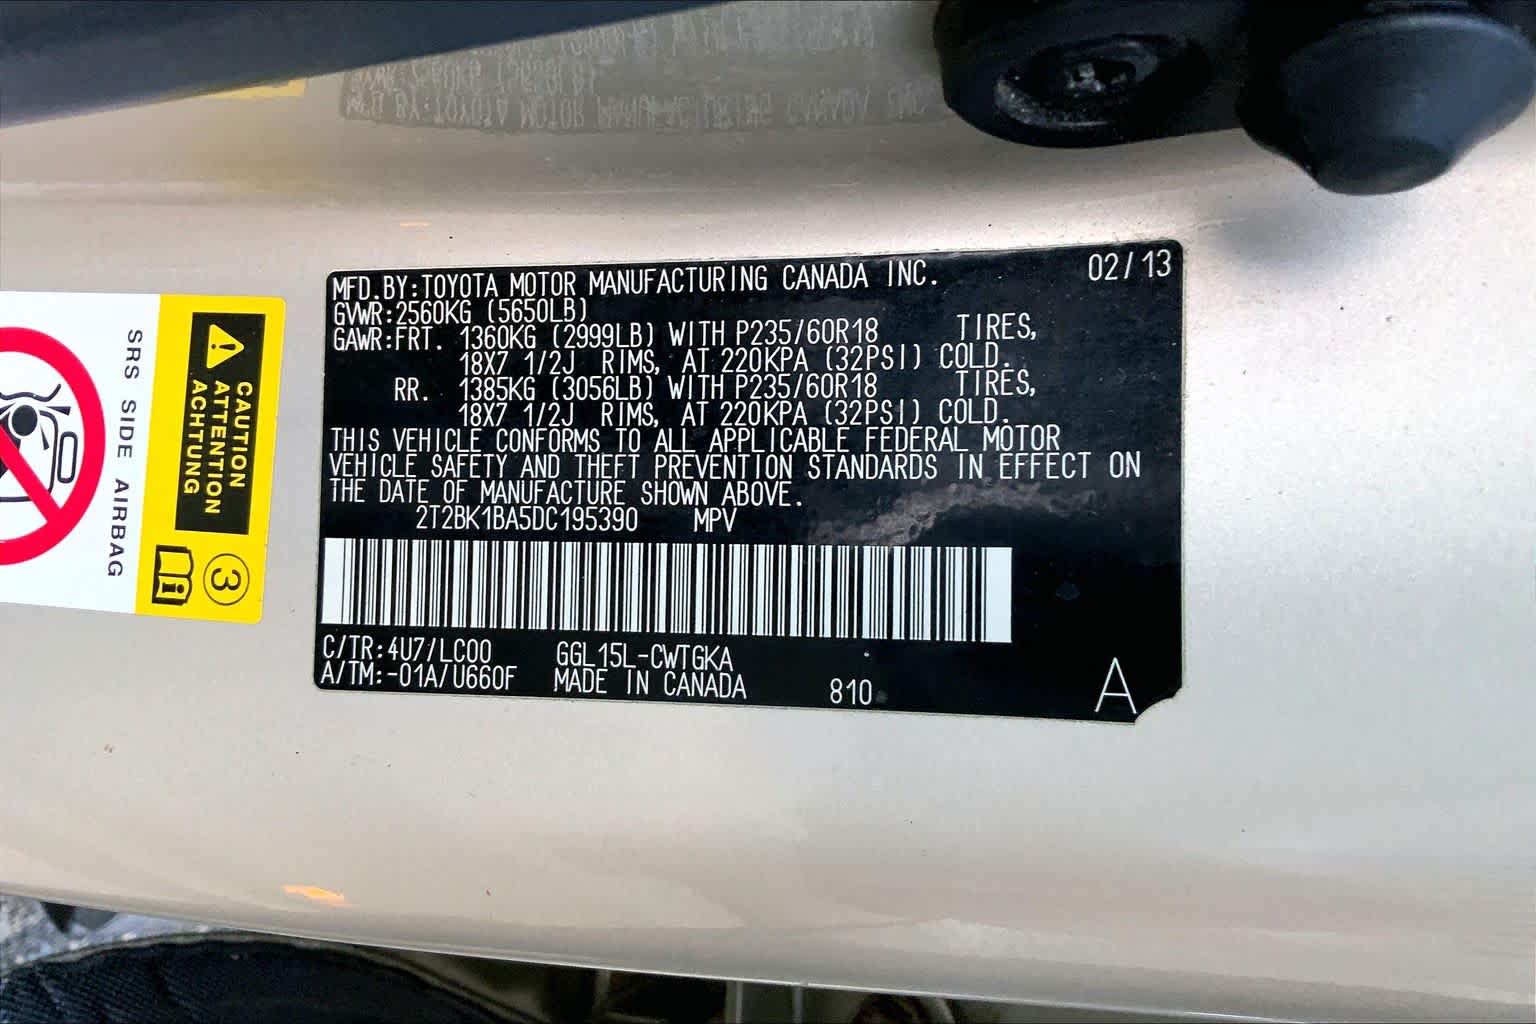 MFD.BY:TOYOTA MOTOR MANUFACTURING CANADA INC. 02/13
GVWR:2560KG (5650LB)
GAWR:FRT. 1360KG (2999LB) WITH P235/60R18 TIRES,
18X7 1/2J RIMS, AT 220KPA (32PSI) COLD.
RR. 1385KG (3056LB) WITH P235/60R18 TIRES,
18X7 1/2J RIMS, AT 220KPA (32PSI) COLD.
THIS VEHICLE CONFORMS TO ALL APPLICABLE FEDERAL MOTOR
VEHICLE SAFETY AND THEFT PREVENTION STANDARDS IN EFFECT ON
THE DATE OF MANUFACTURE SHOWN ABOVE.
2T2BK1BA5DC195390 MPV
C/TR:4U7/LC00 GGL15L-CWTGKA
A/TM:-01A/U660F MADE IN CANADA 810 A
CAUTION
ATTENTION
ACHTUNG
3
SRS SIDE AIRBAG